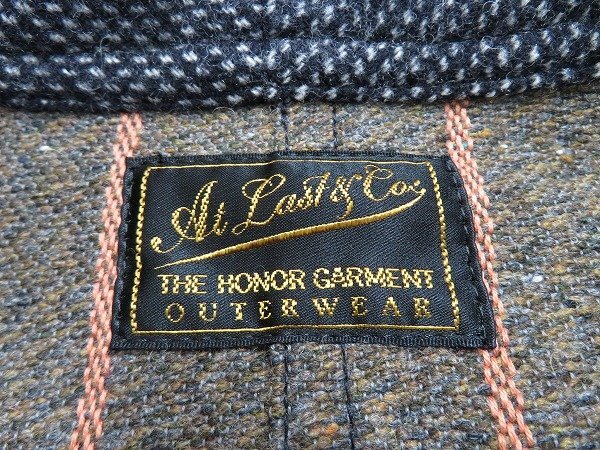 At Last & Co.
THE HONOR GARMENT
OUTERWEAR